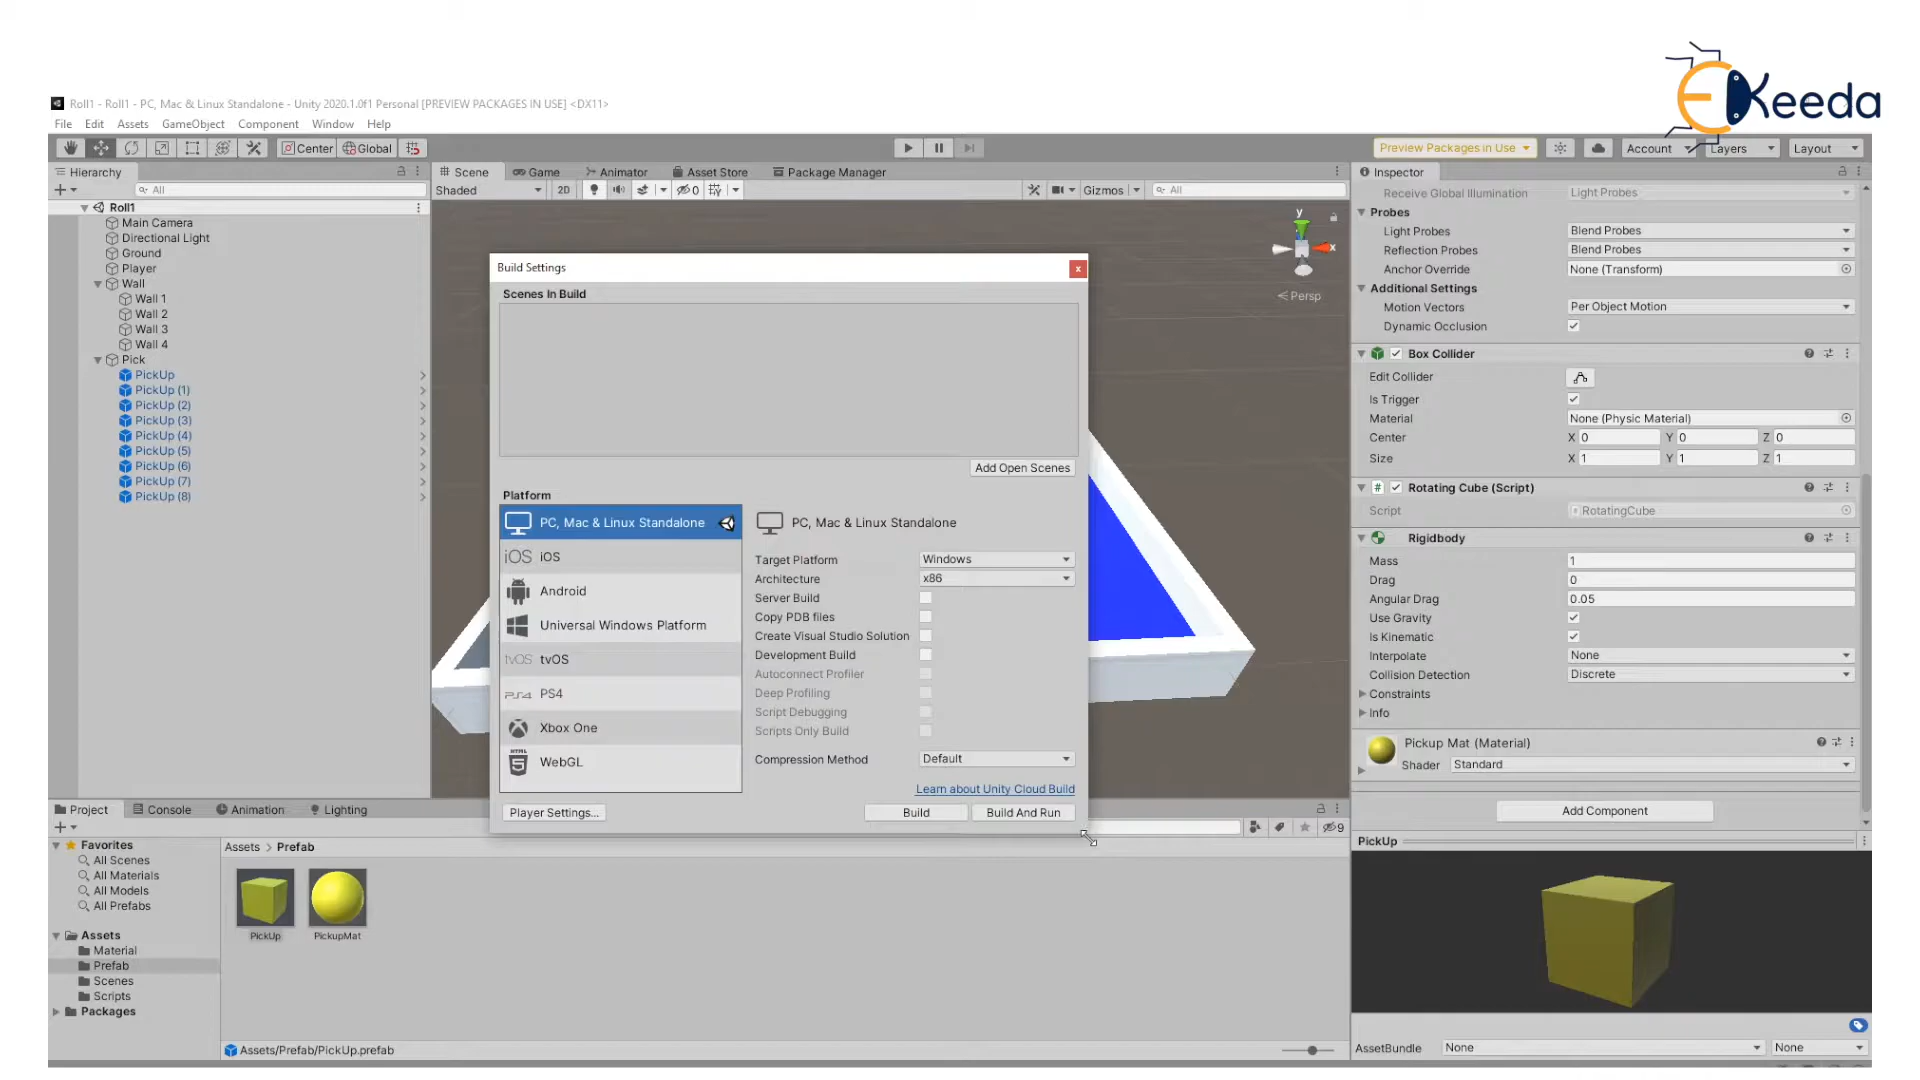 EKeeda
Roll1 - Roll1 - PC, Mac & Linux Standalone - Unity 2020.1.0f1 Personal [PREVIEW PACKAGES IN USE] <DX11>
File Edit Assets GameObject Component Window Help
Center Global Preview Packages in Use Account Layers Layout
Hierarchy
All
Roll1
Main Camera
Directional Light
Ground
Player
Wall
Wall 1
Wall 2
Wall 3
Wall 4
Pick
PickUp
PickUp (1)
PickUp (2)
PickUp (3)
PickUp (4)
PickUp (5)
PickUp (6)
PickUp (7)
PickUp (8)
Scene Game Animator Asset Store Package Manager
Shaded 2D 0 Gizmos All
y
x
Persp
Build Settings
x
Scenes In Build
Add Open Scenes
Platform
PC, Mac & Linux Standalone
iOS iOS
Android
Universal Windows Platform
tvOS tvOS
PS4 PS4
Xbox One
HTML
5 WebGL
PC, Mac & Linux Standalone
Target Platform Windows
Architecture x86
Server Build
Copy PDB files
Create Visual Studio Solution
Development Build
Autoconnect Profiler
Deep Profiling
Script Debugging
Scripts Only Build
Compression Method Default
Learn about Unity Cloud Build
Player Settings... Build Build And Run
Inspector
Receive Global Illumination Light Probes
Probes
Light Probes Blend Probes
Reflection Probes Blend Probes
Anchor Override None (Transform)
Additional Settings
Motion Vectors Per Object Motion
Dynamic Occlusion
Box Collider
Edit Collider
Is Trigger
Material None (Physic Material)
Center X 0 Y 0 Z 0
Size X 1 Y 1 Z 1
# Rotating Cube (Script)
Script RotatingCube
Rigidbody
Mass 1
Drag 0
Angular Drag 0.05
Use Gravity
Is Kinematic
Interpolate None
Collision Detection Discrete
Constraints
Info
Pickup Mat (Material)
Shader Standard
Add Component
PickUp
AssetBundle None None
Project Console Animation Lighting
9
Favorites
All Scenes
All Materials
All Models
All Prefabs
Assets
Material
Prefab
Scenes
Scripts
Packages
Assets > Prefab
PickUp PickupMat
Assets/Prefab/PickUp.prefab